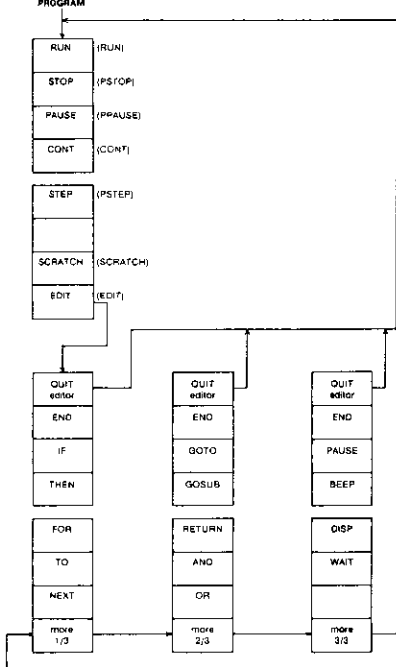 PROGRAM
RUN (RUN)
STOP (PSTOP)
PAUSE (PPAUSE)
CONT (CONT)
STEP (PSTEP)
SCRATCH (SCRATCH)
EDIT (EDIT)
QUIT
editor
END
IF
THEN
FOR
TO
NEXT
more
1/3
QUIT
editor
END
GOTO
GOSUB
RETURN
AND
OR
more
2/3
QUIT
editor
END
PAUSE
BEEP
DISP
WAIT
more
3/3